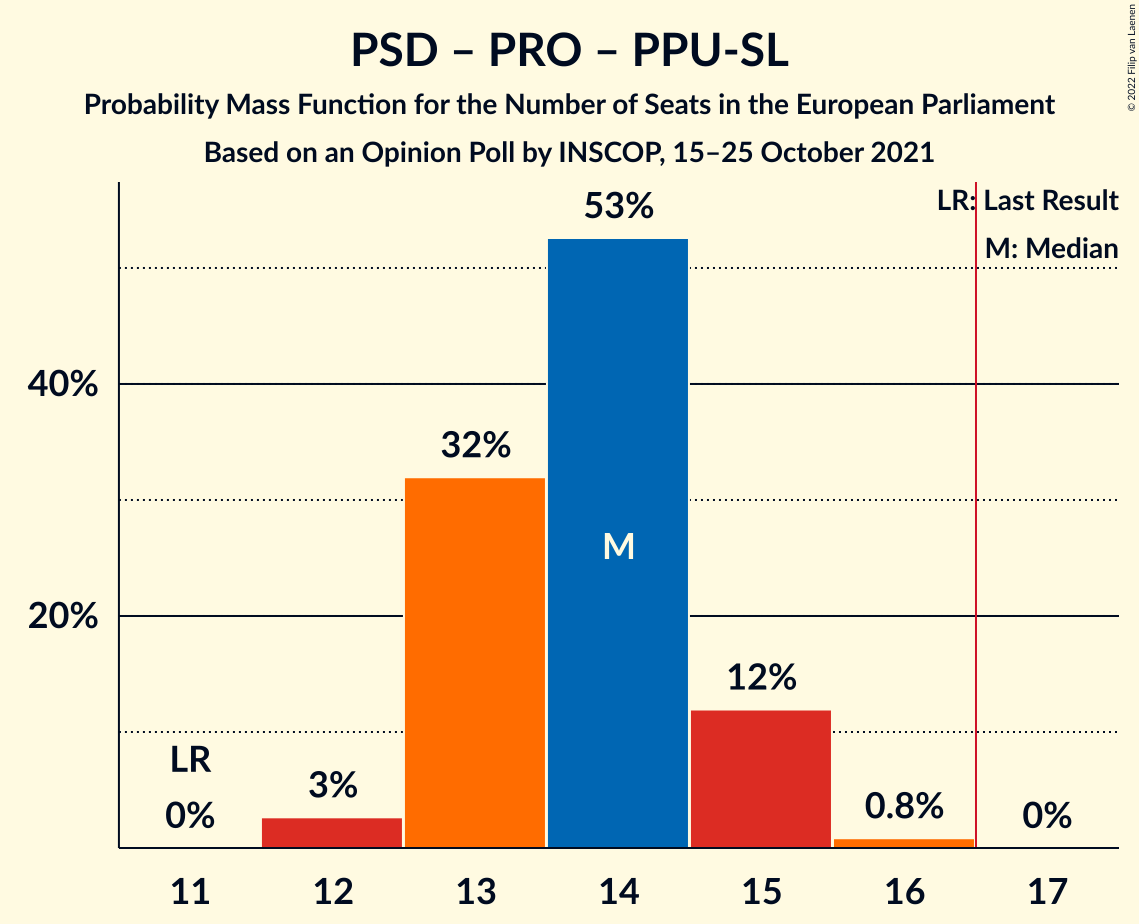 PSD – PRO – PPU-SL
Probability Mass Function for the Number of Seats in the European Parliament
Based on an Opinion Poll by INSCOP, 15–25 October 2021
© 2022 Filip van Laenen
LR: Last Result
M: Median
53%
40%
32%
M
20%
12%
LR
3%
0.8%
0%
0%
11 12 13 14 15 16 17